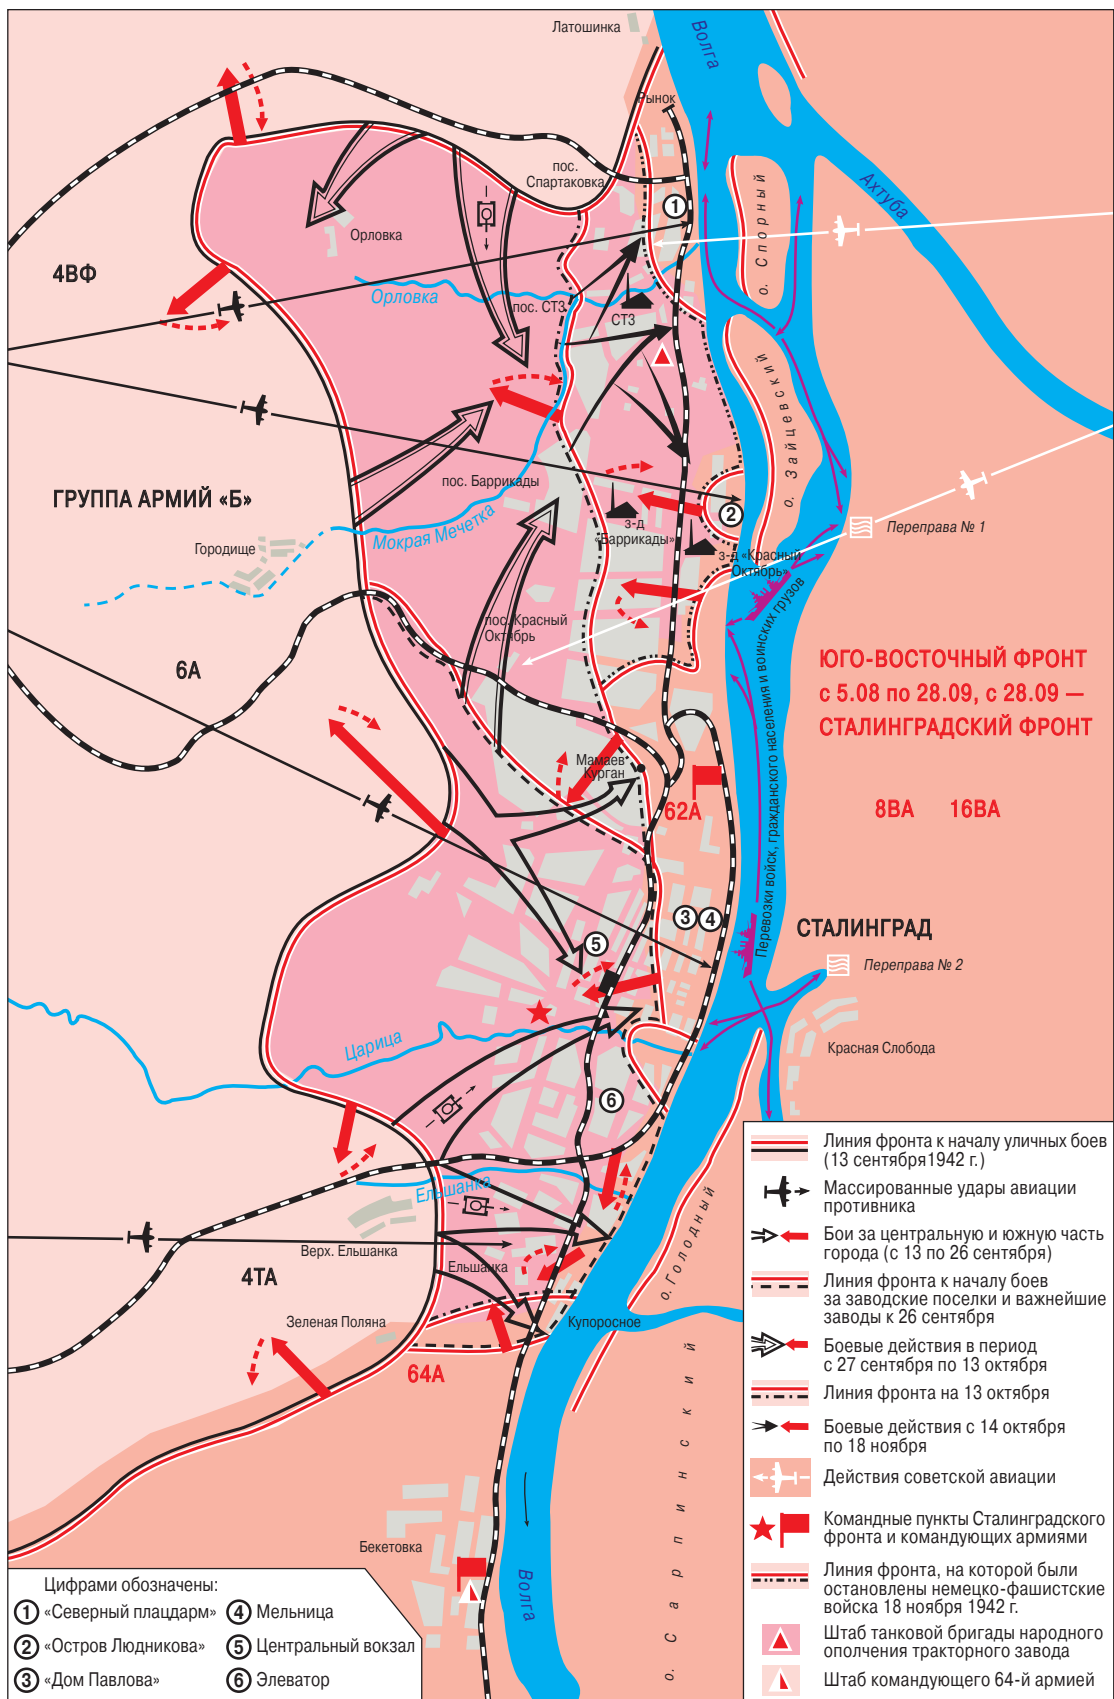 Латошинка
Волга
Рынок
пос.
Спартаковка
1
Ахтуба
о. Спорный
Орловка
4ВФ
Орловка
пос. СТЗ
СТЗ
о. Зайцевский
ГРУППА АРМИЙ «Б»
пос. Баррикады
2
Мокрая Мечетка
з-д
«Баррикады»
Переправа № 1
Городище
з-д «Красный
Октябрь»
пос. Красный
Октябрь
6А
ЮГО-ВОСТОЧНЫЙ ФРОНТ
с 5.08 по 28.09, с 28.09 —
СТАЛИНГРАДСКИЙ ФРОНТ
Мамаев
Курган
62А
8ВА 16ВА
Перевозки войск, гражданского населения и воинских грузов
3 4
СТАЛИНГРАД
5
Переправа № 2
Царица
Красная Слобода
6
Ельшанка
Верх. Ельшанка
Ельшанка
4ТА
о. Голодный
Зеленая Поляна
Купоросное
64А
о. Сарпинский
Бекетовка
Волга
Линия фронта к началу уличных боев
(13 сентября1942 г.)
Массированные удары авиации
противника
Бои за центральную и южную часть
города (с 13 по 26 сентября)
Линия фронта к началу боев
за заводские поселки и важнейшие
заводы к 26 сентября
Боевые действия в период
с 27 сентября по 13 октября
Линия фронта на 13 октября
Боевые действия с 14 октября
по 18 ноября
Действия советской авиации
Командные пункты Сталинградского
фронта и командующих армиями
Линия фронта, на которой были
остановлены немецко-фашистские
войска 18 ноября 1942 г.
Штаб танковой бригады народного
ополчения тракторного завода
Штаб командующего 64-й армией
Цифрами обозначены:
1 «Северный плацдарм»
2 «Остров Людникова»
3 «Дом Павлова»
4 Мельница
5 Центральный вокзал
6 Элеватор